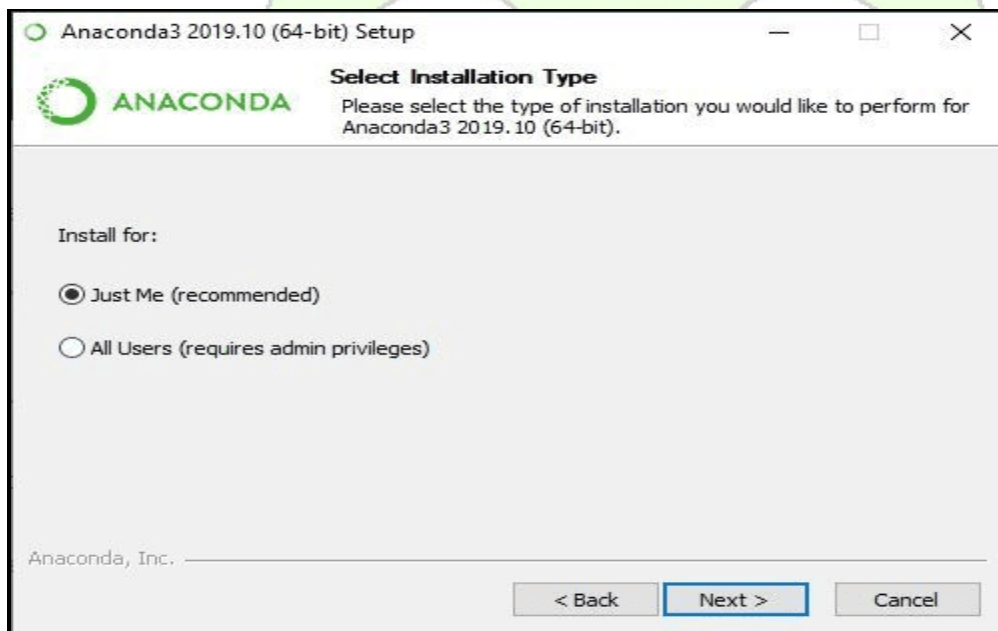 Anaconda3 2019.10 (64-bit) Setup
ANACONDA
Select Installation Type
Please select the type of installation you would like to perform for
Anaconda3 2019.10 (64-bit).
Install for:
Just Me (recommended)
All Users (requires admin privileges)
Anaconda, Inc.
< Back
Next >
Cancel